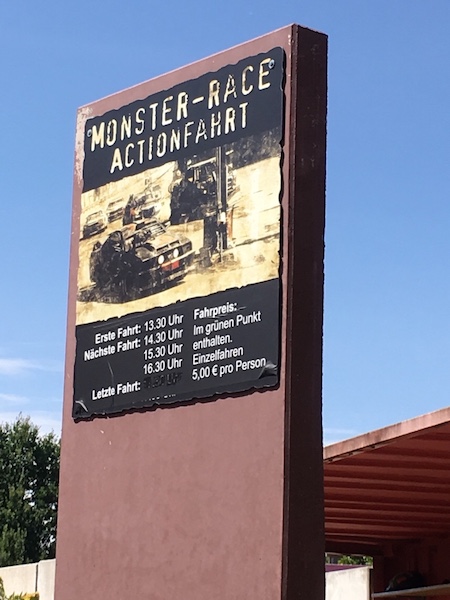 MONSTER-RACE
ACTIONFAHRT
Erste Fahrt: 13.30 Uhr
Nächste Fahrt: 14.30 Uhr
15.30 Uhr
16.30 Uhr
Letzte Fahrt:
Fahrpreis:
Im grünen Punkt
enthalten.
Einzelfahren
5,00 € pro Person